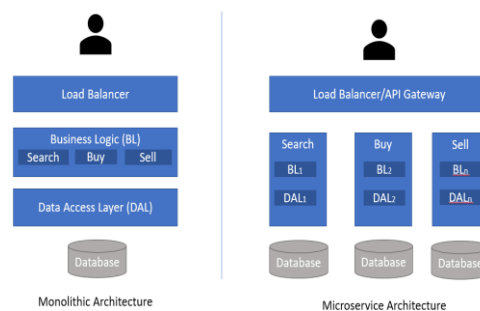 Load Balancer
Business Logic (BL)
Search Buy Sell
Data Access Layer (DAL)
Database
Monolithic Architecture
Load Balancer/API Gateway
Search Buy Sell
BL1 BL2 BLn
DAL1 DAL2 DALn
Database Database Database
Microservice Architecture